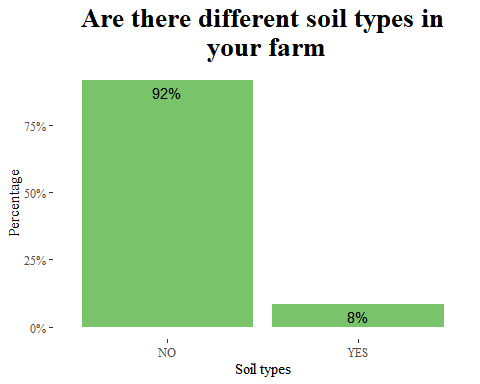 Are there different soil types in
your farm
92%
75%
50%
25%
0%
8%
Percentage
NO
YES
Soil types